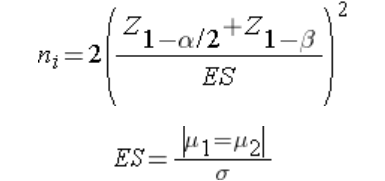 n_i = 2((Z_{1−α/2} + Z_{1−β}) / ES)^2
ES = |μ_1=μ_2| / σ